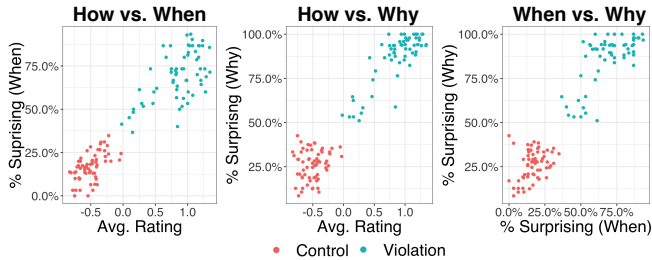 How vs. When
How vs. Why
When vs. Why
% Suprising (When)
75.0%
50.0%
25.0%
0.0%
-0.5
0.0
0.5
1.0
Avg. Rating
% Surprising (Why)
100.0%
75.0%
50.0%
25.0%
-0.5
0.0
0.5
1.0
Avg. Rating
% Surprising (Why)
100.0%
75.0%
50.0%
25.0%
0.0%
25.0%
50.0%
75.0%
% Surprising (When)
Control
Violation